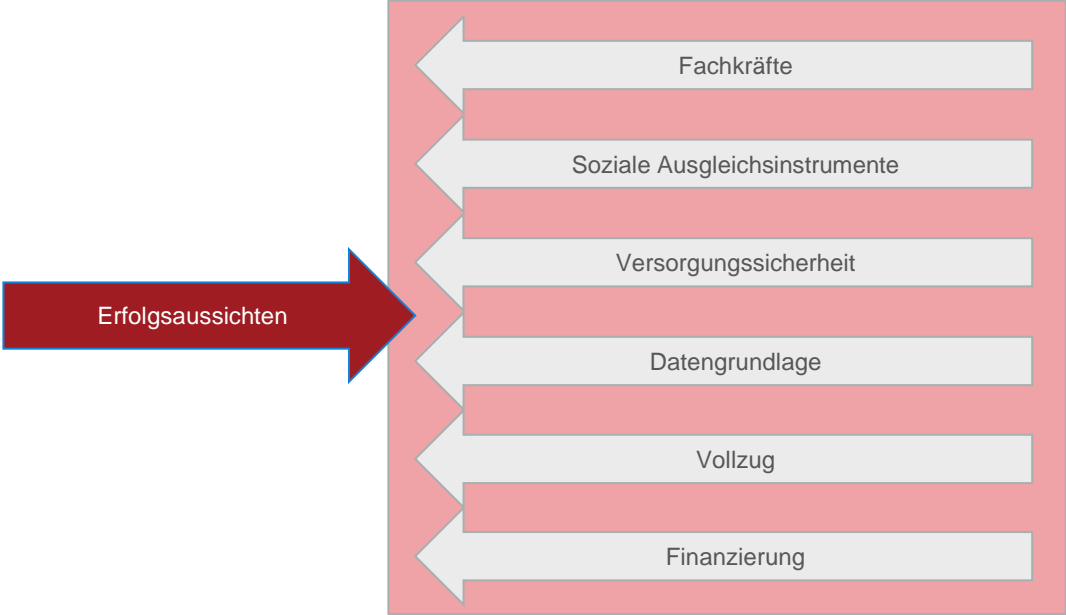 Fachkräfte
Soziale Ausgleichsinstrumente
Versorgungssicherheit
Erfolgsaussichten
Datengrundlage
Vollzug
Finanzierung